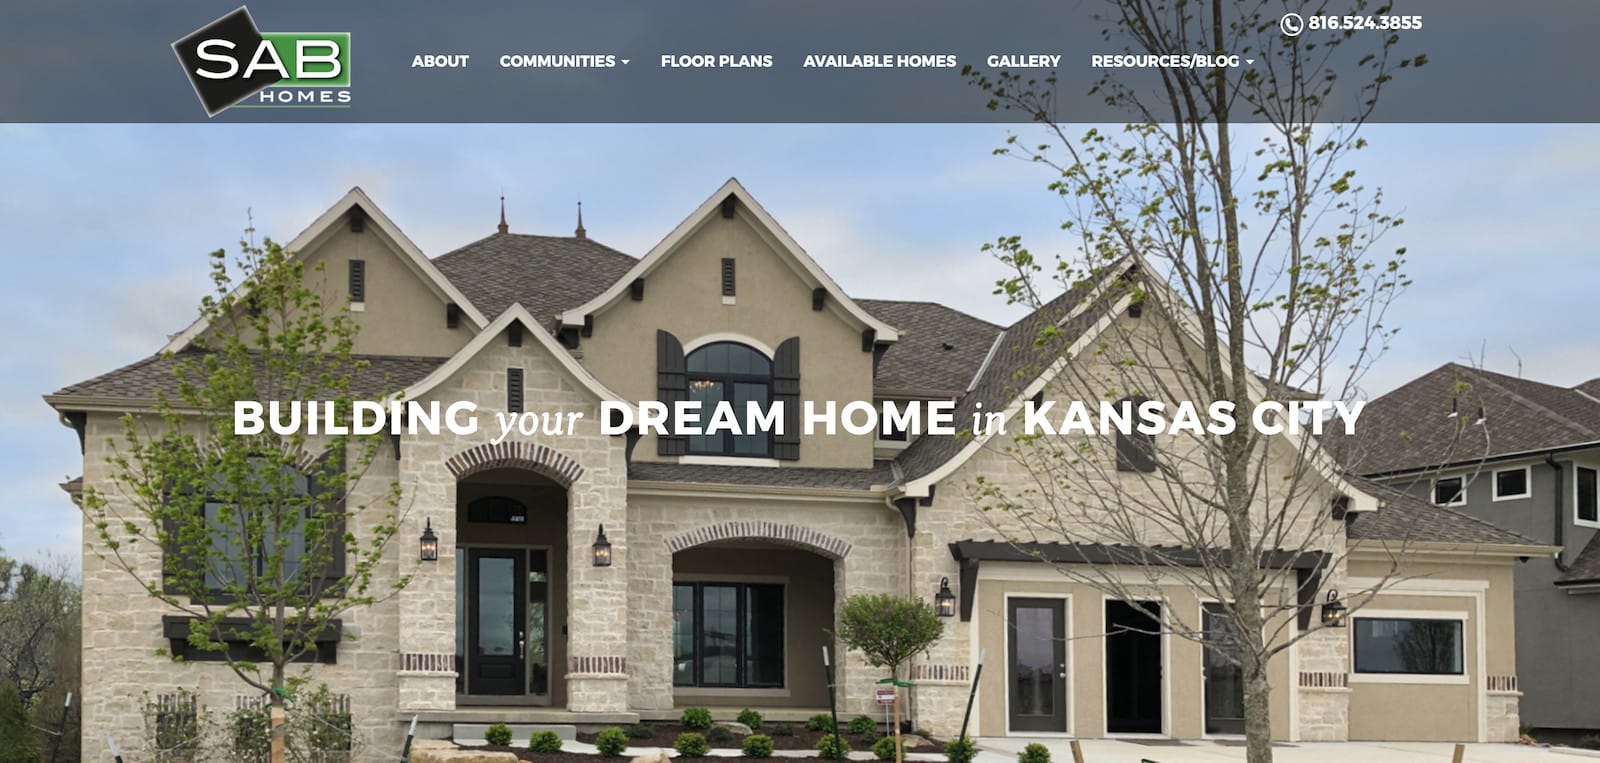 SAB
HOMES
816.524.3855
ABOUT COMMUNITIES FLOOR PLANS AVAILABLE HOMES GALLERY RESOURCES/BLOG
BUILDING your DREAM HOME in KANSAS CITY